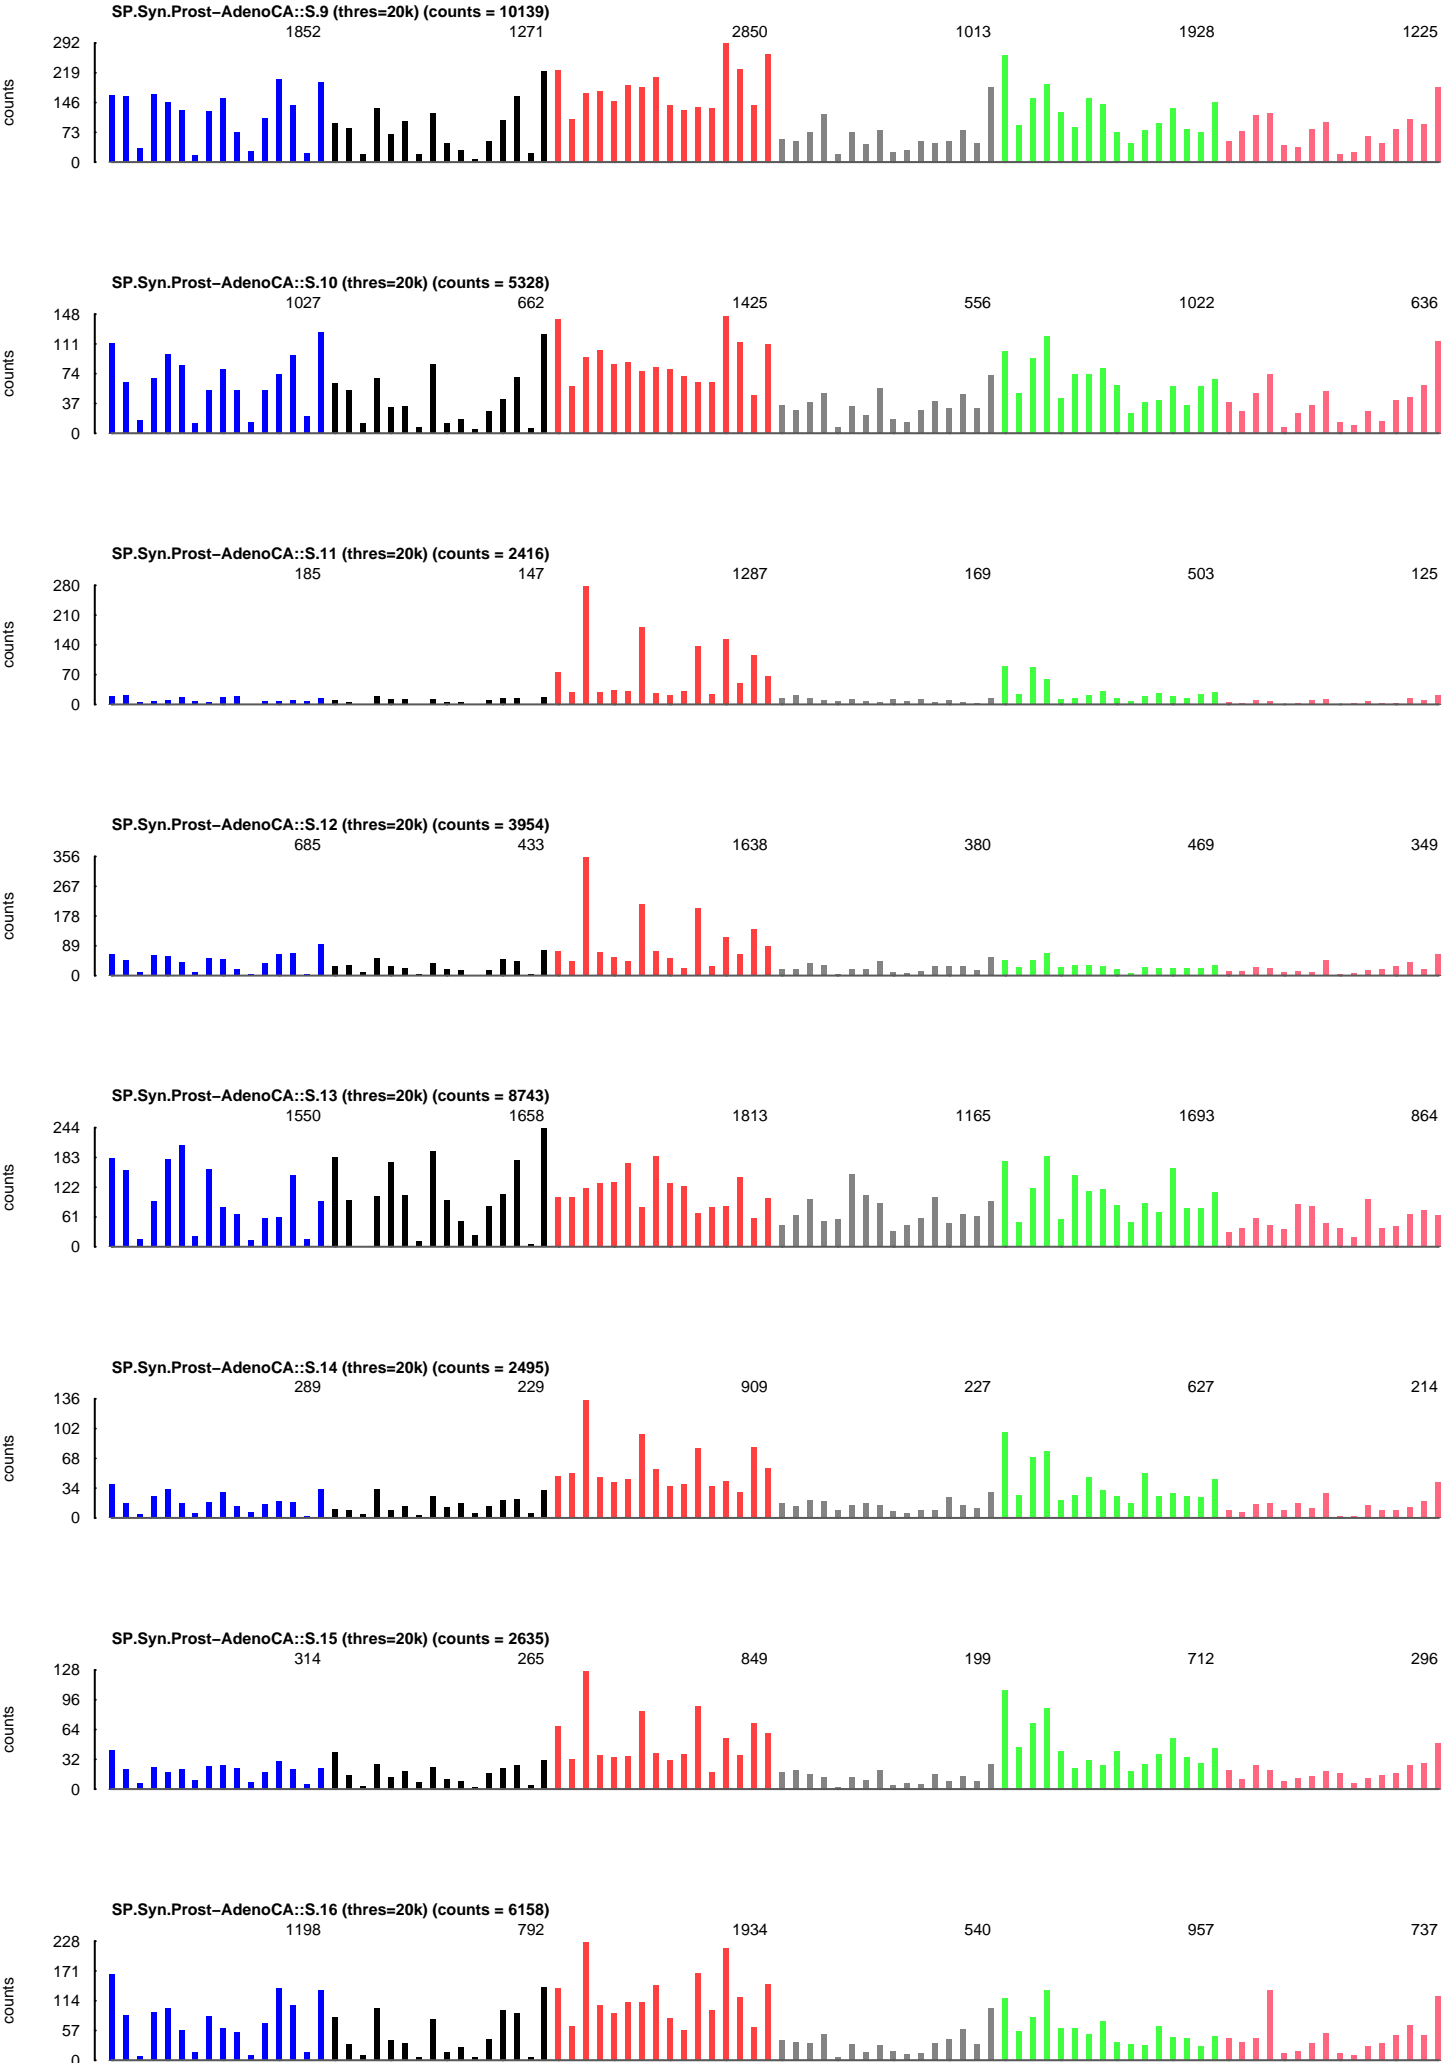 SP.Syn.Prost−AdenoCA::S.9 (thres=20k) (counts = 10139)
1852 1271 2850 1013 1928 1225
292
219
146
73
0
counts
SP.Syn.Prost−AdenoCA::S.10 (thres=20k) (counts = 5328)
1027 662 1425 556 1022 636
148
111
74
37
0
counts
SP.Syn.Prost−AdenoCA::S.11 (thres=20k) (counts = 2416)
185 147 1287 169 503 125
280
210
140
70
0
counts
SP.Syn.Prost−AdenoCA::S.12 (thres=20k) (counts = 3954)
685 433 1638 380 469 349
356
267
178
89
0
counts
SP.Syn.Prost−AdenoCA::S.13 (thres=20k) (counts = 8743)
1550 1658 1813 1165 1693 864
244
183
122
61
0
counts
SP.Syn.Prost−AdenoCA::S.14 (thres=20k) (counts = 2495)
289 229 909 227 627 214
136
102
68
34
0
counts
SP.Syn.Prost−AdenoCA::S.15 (thres=20k) (counts = 2635)
314 265 849 199 712 296
128
96
64
32
0
counts
SP.Syn.Prost−AdenoCA::S.16 (thres=20k) (counts = 6158)
1198 792 1934 540 957 737
228
171
114
57
0
counts